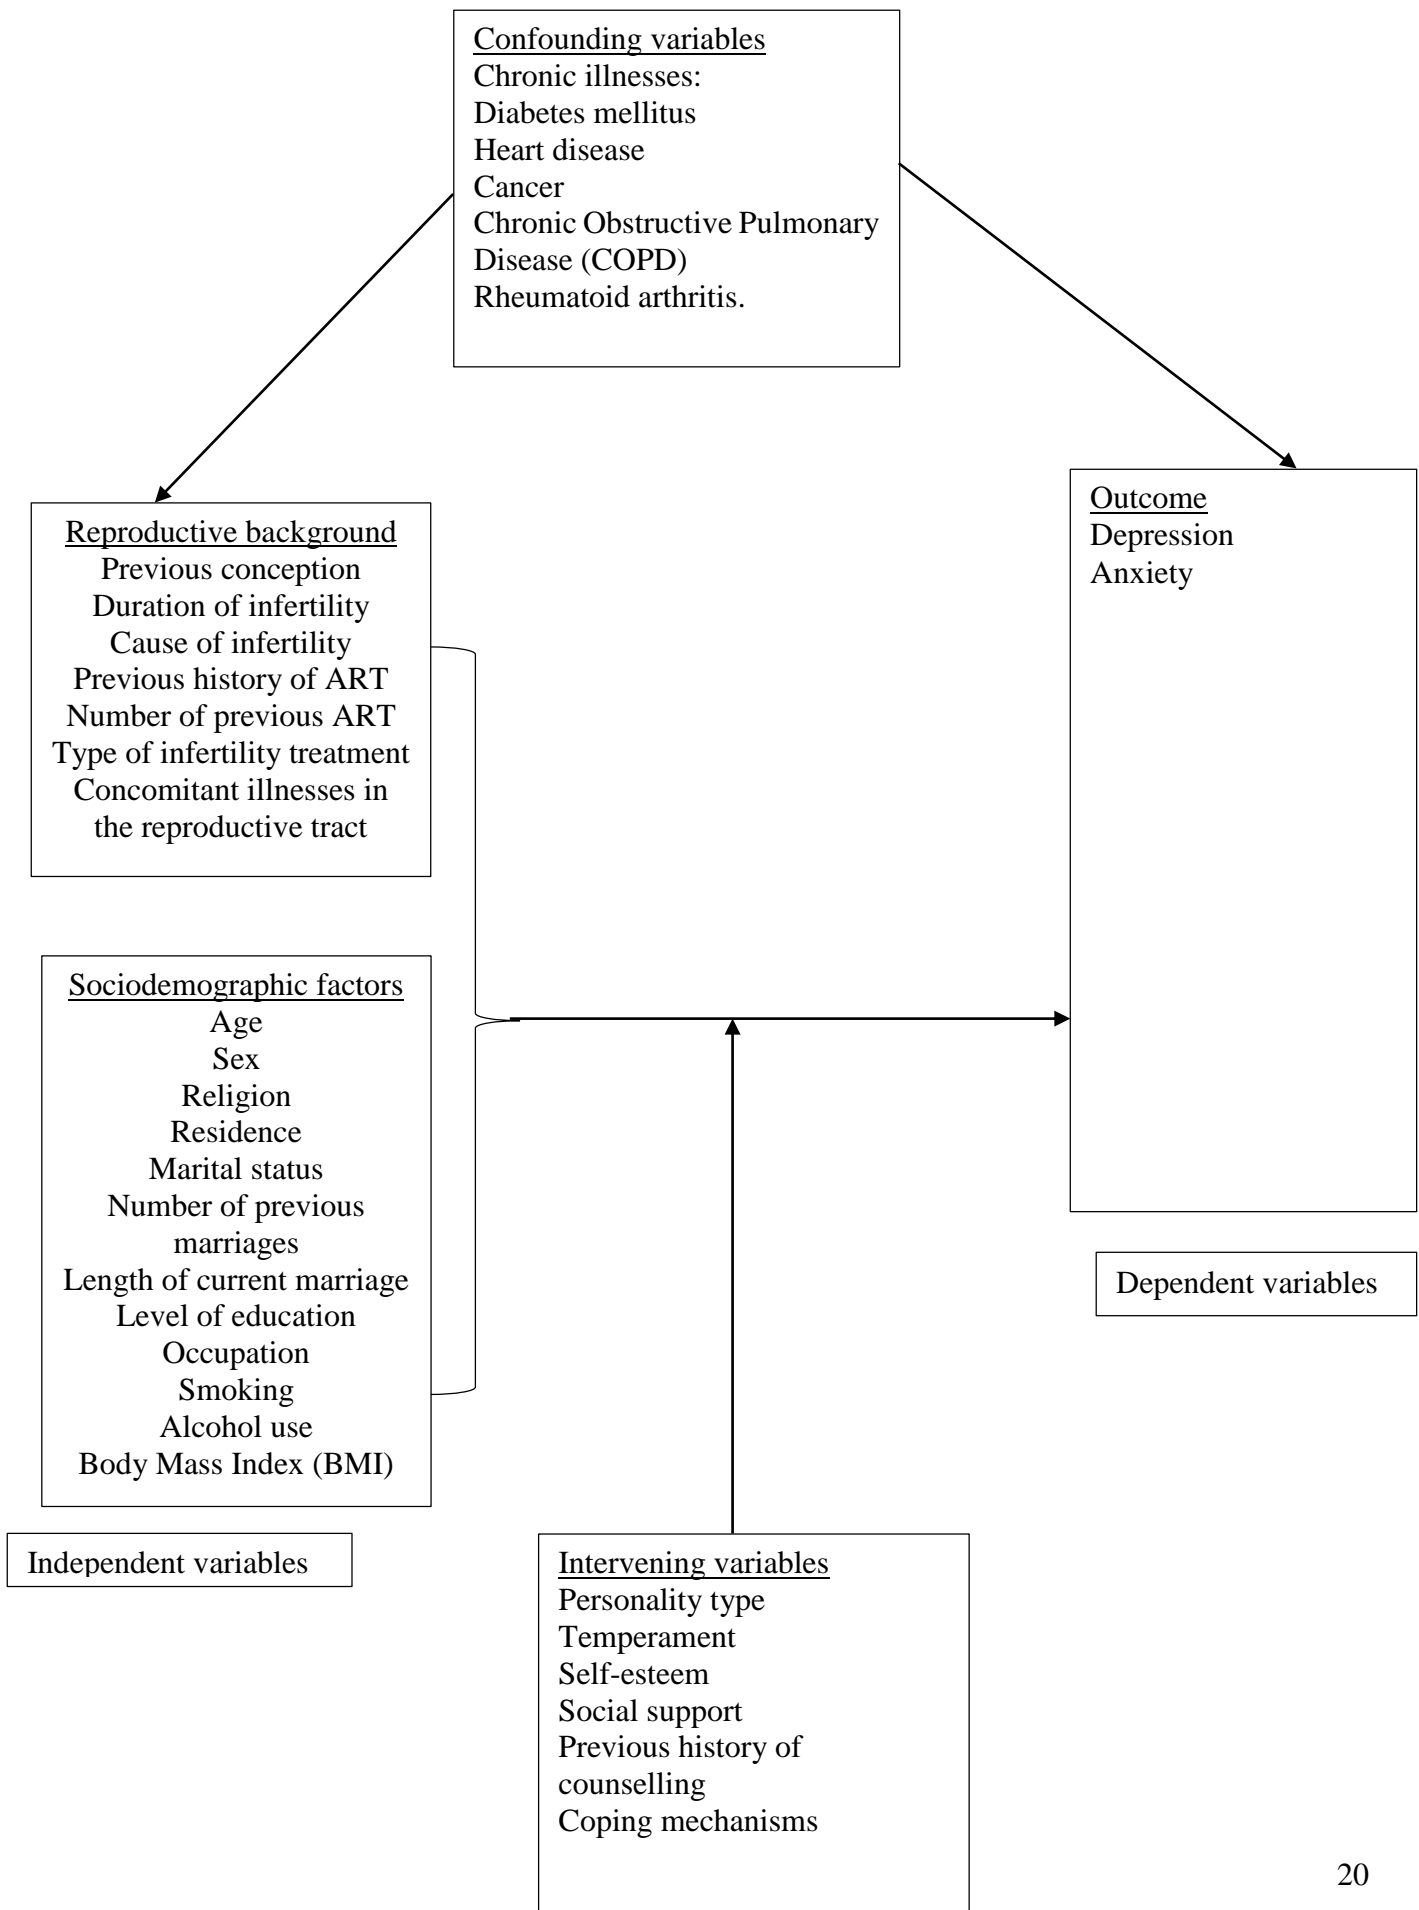 Confounding variables
Chronic illnesses:
Diabetes mellitus
Heart disease
Cancer
Chronic Obstructive Pulmonary
Disease (COPD)
Rheumatoid arthritis.
Reproductive background
Previous conception
Duration of infertility
Cause of infertility
Previous history of ART
Number of previous ART
Type of infertility treatment
Concomitant illnesses in
the reproductive tract
Outcome
Depression
Anxiety
Sociodemographic factors
Age
Sex
Religion
Residence
Marital status
Number of previous
marriages
Length of current marriage
Level of education
Occupation
Smoking
Alcohol use
Body Mass Index (BMI)
Dependent variables
Independent variables
Intervening variables
Personality type
Temperament
Self-esteem
Social support
Previous history of
counselling
Coping mechanisms
20